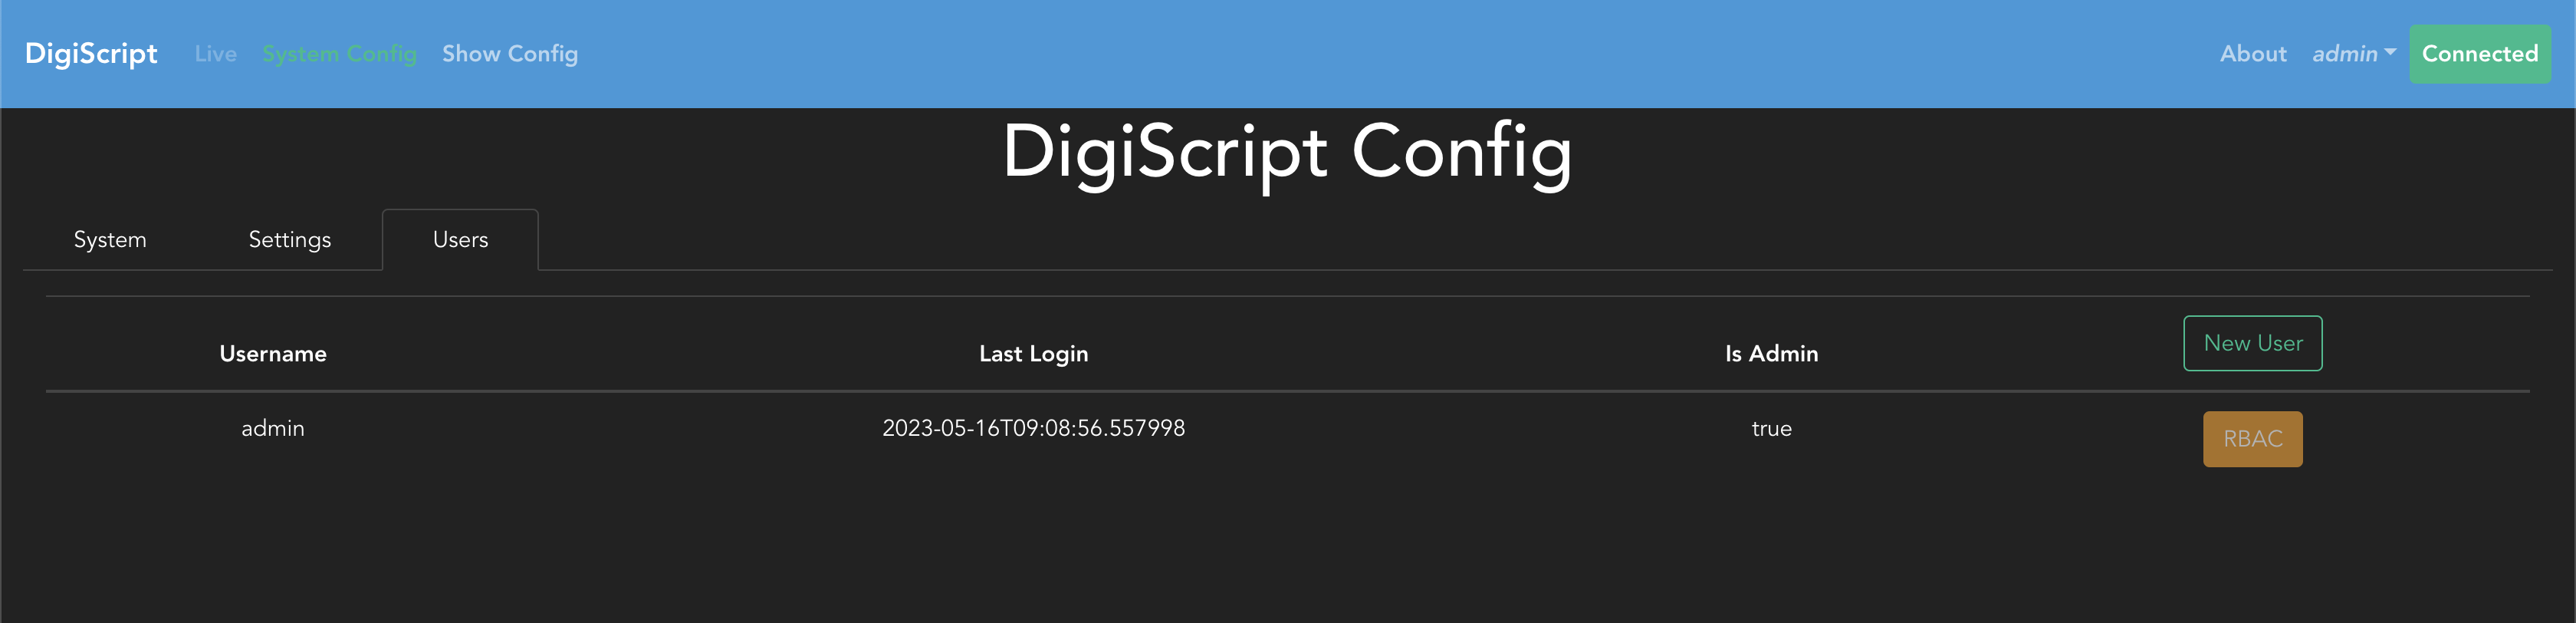 DigiScript Live System Config Show Config About admin Connected
DigiScript Config
System Settings Users
Username Last Login Is Admin New User
admin 2023-05-16T09:08:56.557998 true RBAC